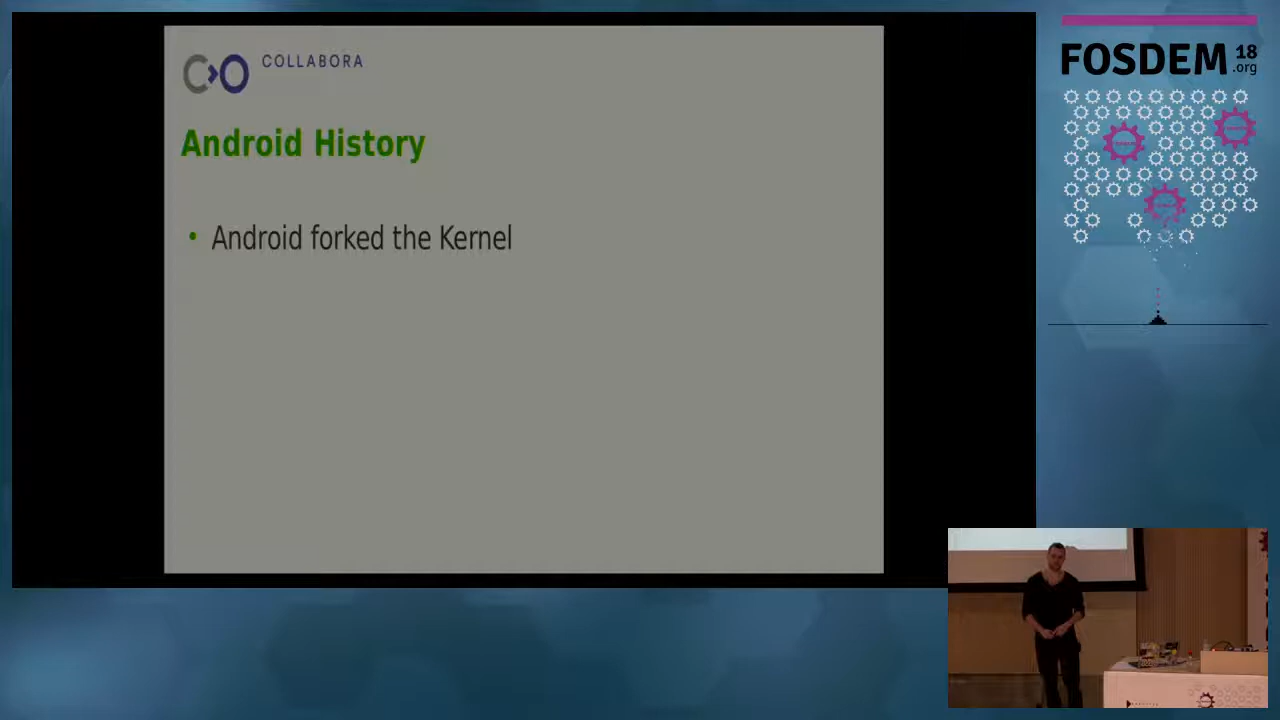 COLLABORA
Android History
• Android forked the Kernel
FOSDEM 18
.org